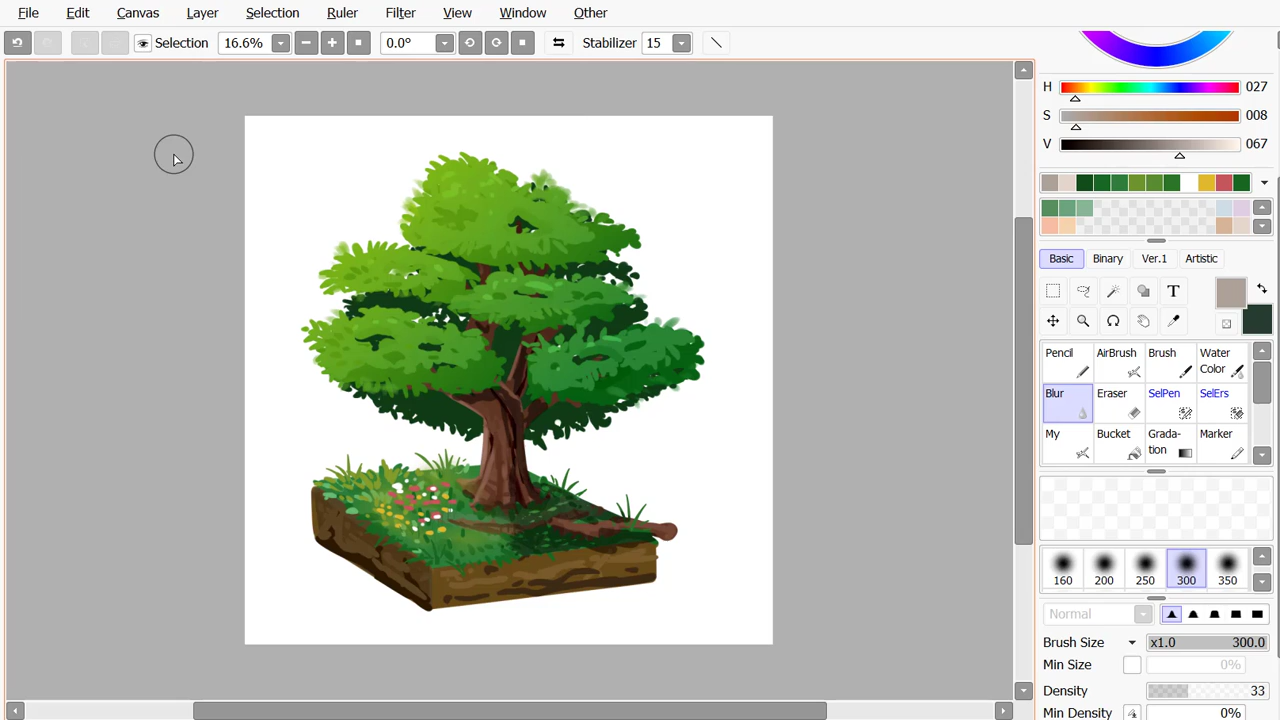 File Edit Canvas Layer Selection Ruler Filter View Window Other
Selection 16.6% 0.0° Stabilizer 15
H 027
S 008
V 067
Basic Binary Ver.1 Artistic
T
Pencil AirBrush Brush Water
Color
Blur Eraser SelPen SelErs
My Bucket Grada-
tion Marker
160 200 250 300 350
Normal
Brush Size x1.0 300.0
Min Size 0%
Density 33
Min Density 0%